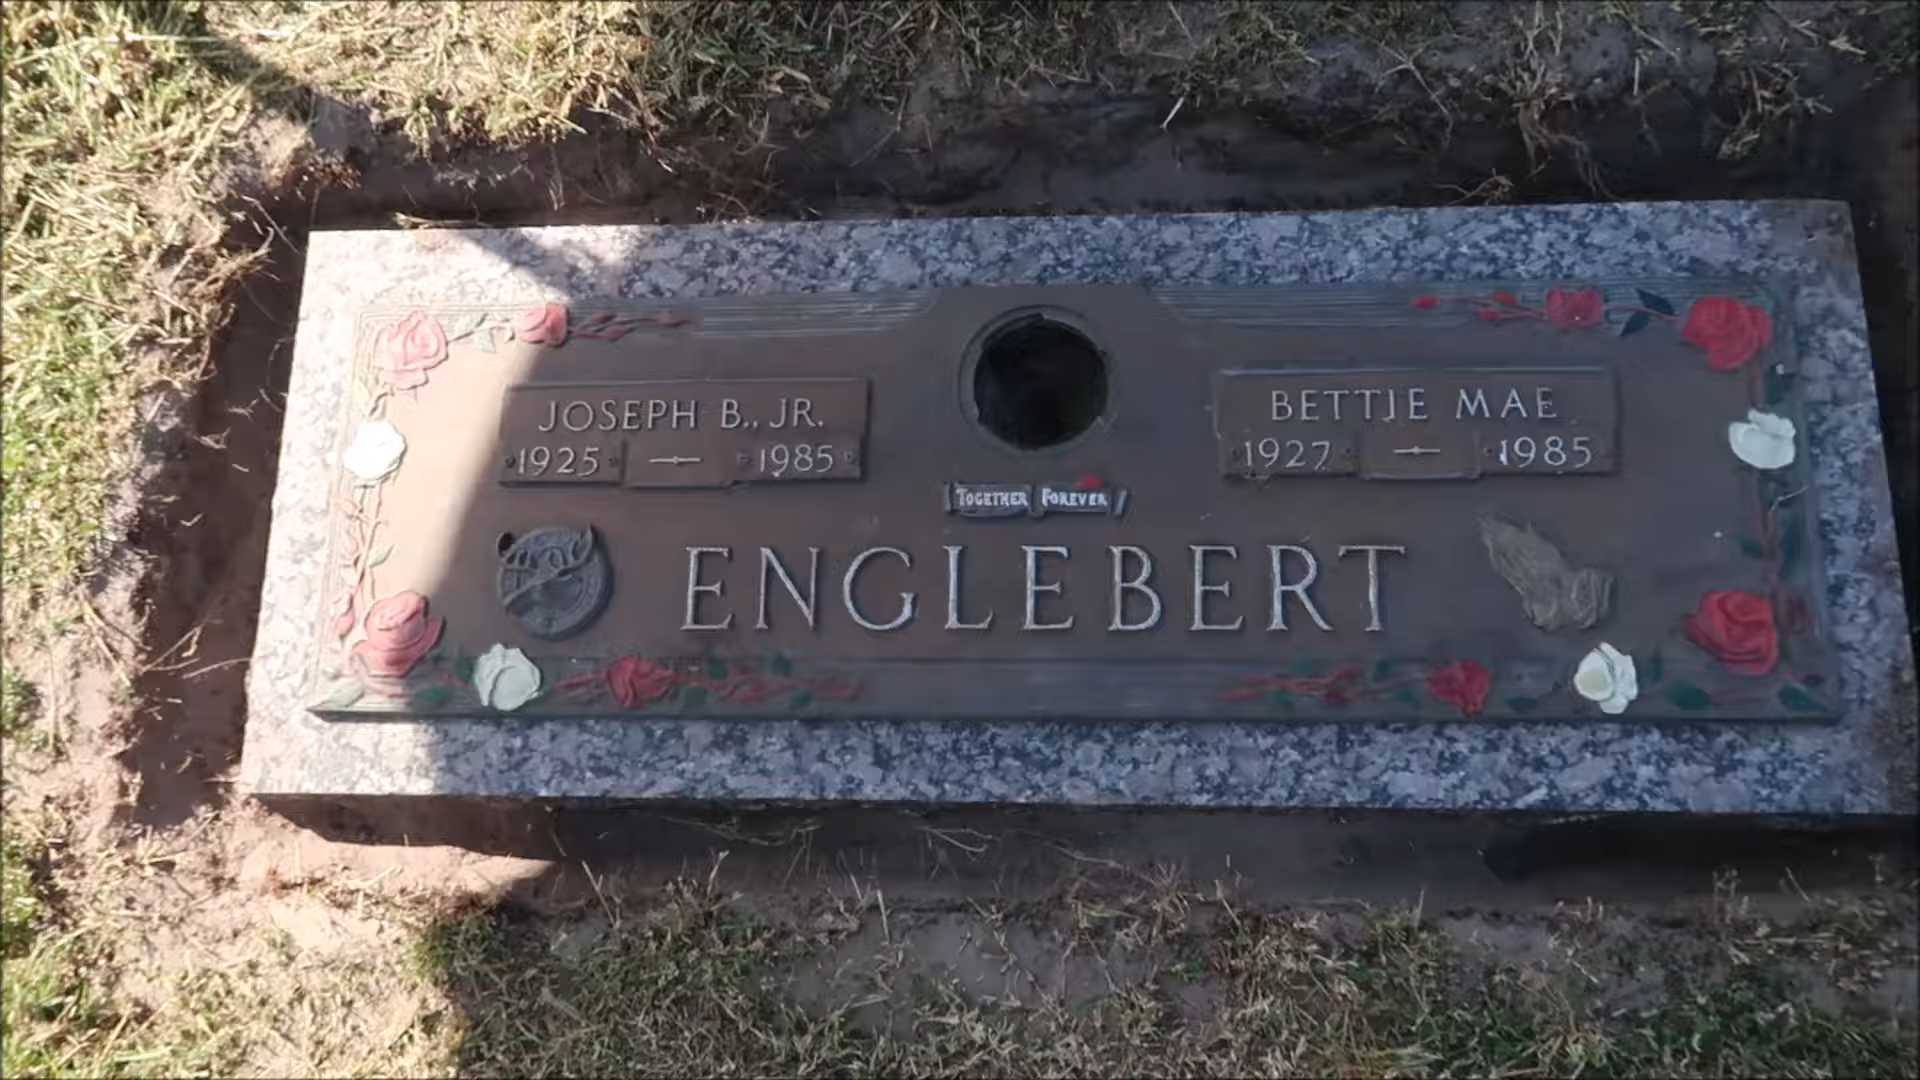 JOSEPH B., JR.
1925 — 1985
BETTIE MAE
1927 — 1985
TOGETHER FOREVER
ENGLEBERT